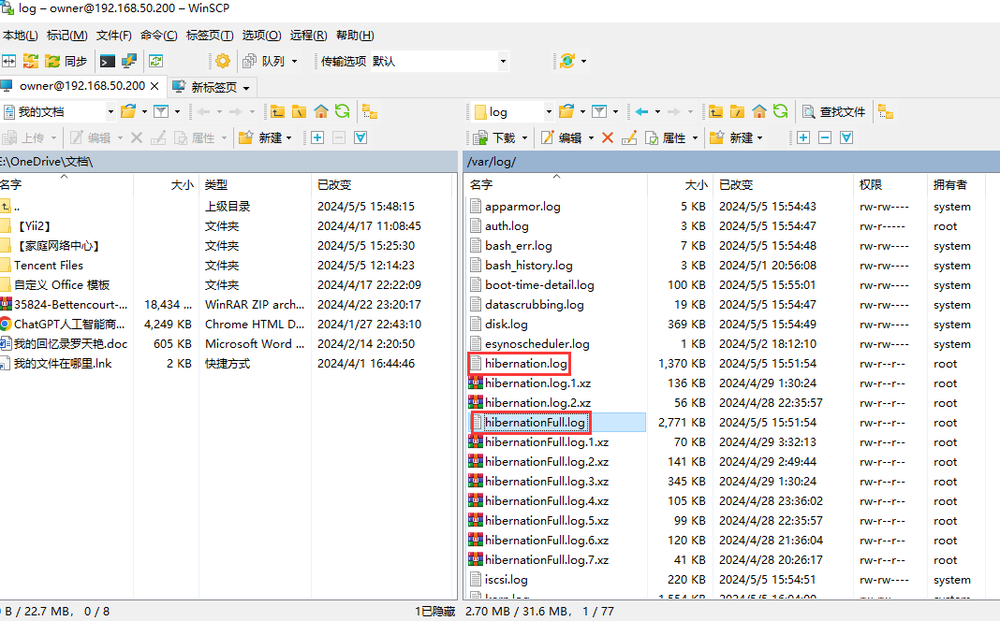 log – owner@192.168.50.200 – WinSCP
本地(L) 标记(M) 文件(F) 命令(C) 标签页(T) 选项(O) 远程(R) 帮助(H)
同步 队列 传输选项 默认
owner@192.168.50.200 × 新标签页
我的文档
log 查找文件
上传 编辑 属性 新建
下载 编辑 属性 新建
E:\OneDrive\文档\
/var/log/
名字 大小 类型 已改变
.. 上级目录 2024/5/5 15:48:15
【Yii2】 文件夹 2024/4/17 11:08:45
【家庭网络中心】 文件夹 2024/5/5 15:25:30
Tencent Files 文件夹 2024/5/5 12:14:23
自定义 Office 模板 文件夹 2024/4/17 22:22:09
35824-Bettencourt-... 18,434 ... WinRAR ZIP arch... 2024/4/22 23:20:17
ChatGPT人工智能商... 4,249 KB Chrome HTML D... 2024/1/27 22:43:10
我的回忆录罗天艳.doc 605 KB Microsoft Word ... 2024/2/14 2:20:50
我的文件在哪里.lnk 2 KB 快捷方式 2024/4/1 16:44:46
名字 大小 已改变 权限 拥有者
apparmor.log 5 KB 2024/5/5 15:54:43 rw-rw---- system
auth.log 3 KB 2024/5/5 15:54:47 rw-r----- root
bash_err.log 7 KB 2024/5/5 15:54:48 rw-rw---- system
bash_history.log 3 KB 2024/5/1 20:56:08 rw-rw---- system
boot-time-detail.log 100 KB 2024/5/5 15:55:01 rw-rw---- system
datascrubbing.log 19 KB 2024/5/5 15:54:47 rw-rw---- system
disk.log 369 KB 2024/5/5 15:54:49 rw-rw---- system
esynoscheduler.log 1 KB 2024/5/2 18:12:10 rw-rw---- system
hibernation.log 1,370 KB 2024/5/5 15:51:54 rw-r--r-- root
hibernation.log.1.xz 136 KB 2024/4/29 1:30:24 rw-r--r-- root
hibernation.log.2.xz 56 KB 2024/4/28 22:35:57 rw-r--r-- root
hibernationFull.log 2,771 KB 2024/5/5 15:51:54 rw-r--r-- root
hibernationFull.log.1.xz 70 KB 2024/4/29 3:32:13 rw-r--r-- root
hibernationFull.log.2.xz 141 KB 2024/4/29 2:49:44 rw-r--r-- root
hibernationFull.log.3.xz 345 KB 2024/4/29 1:30:24 rw-r--r-- root
hibernationFull.log.4.xz 105 KB 2024/4/28 23:36:02 rw-r--r-- root
hibernationFull.log.5.xz 99 KB 2024/4/28 22:35:57 rw-r--r-- root
hibernationFull.log.6.xz 120 KB 2024/4/28 21:36:04 rw-r--r-- root
hibernationFull.log.7.xz 41 KB 2024/4/28 20:26:17 rw-r--r-- root
iscsi.log 220 KB 2024/5/5 15:54:51 rw-rw---- system
B / 22.7 MB, 0 / 8 1已隐藏 2.70 MB / 31.6 MB, 1 / 77